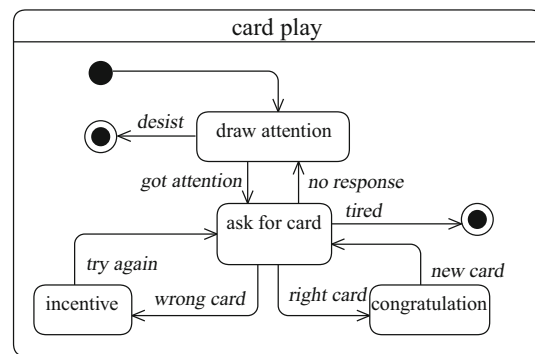 card play
desist
draw attention
got attention
no response
ask for card
tired
try again
new card
incentive
wrong card
right card
congratulation